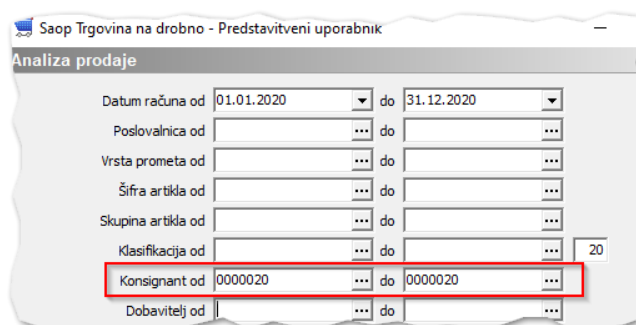 Saop Trgovina na drobno - Predstavitveni uporabnik
Analiza prodaje
Datum računa od 01.01.2020 do 31.12.2020
Poslovalnica od ... do ...
Vrsta prometa od ... do ...
Šifra artikla od ... do ...
Skupina artikla od ... do ...
Klasifikacija od ... do ... 20
Konsignant od 0000020 ... do 0000020 ...
Dobavitelj od ... do ...